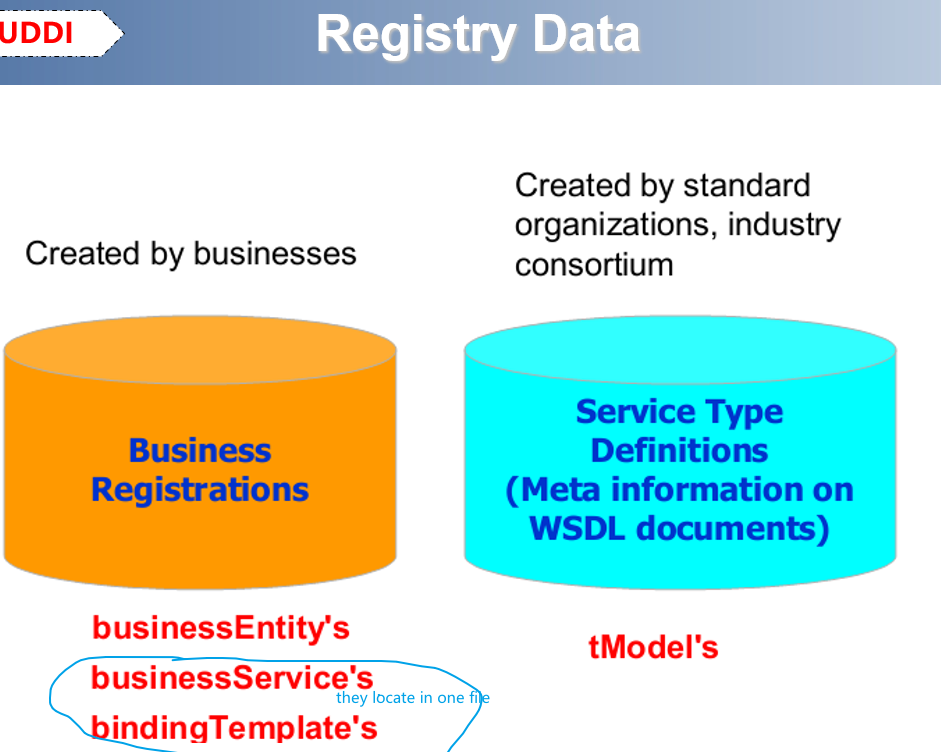 UDDI
Registry Data
Created by businesses
Created by standard
organizations, industry
consortium
Business
Registrations
Service Type
Definitions
(Meta information on
WSDL documents)
businessEntity's
businessService's
they locate in one file
bindingTemplate's
tModel's